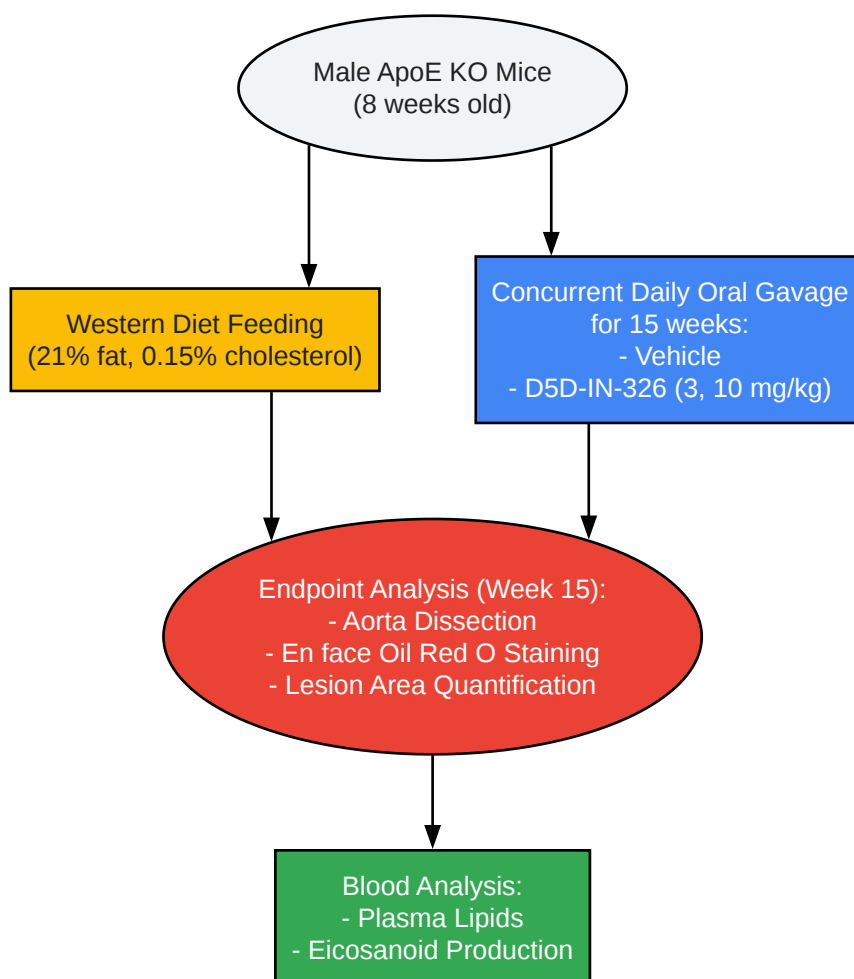 Male ApoE KO Mice
(8 weeks old)
Western Diet Feeding
(21% fat, 0.15% cholesterol)
Concurrent Daily Oral Gavage
for 15 weeks:
- Vehicle
- D5D-IN-326 (3, 10 mg/kg)
Endpoint Analysis (Week 15):
- Aorta Dissection
- En face Oil Red O Staining
- Lesion Area Quantification
Blood Analysis:
- Plasma Lipids
- Eicosanoid Production